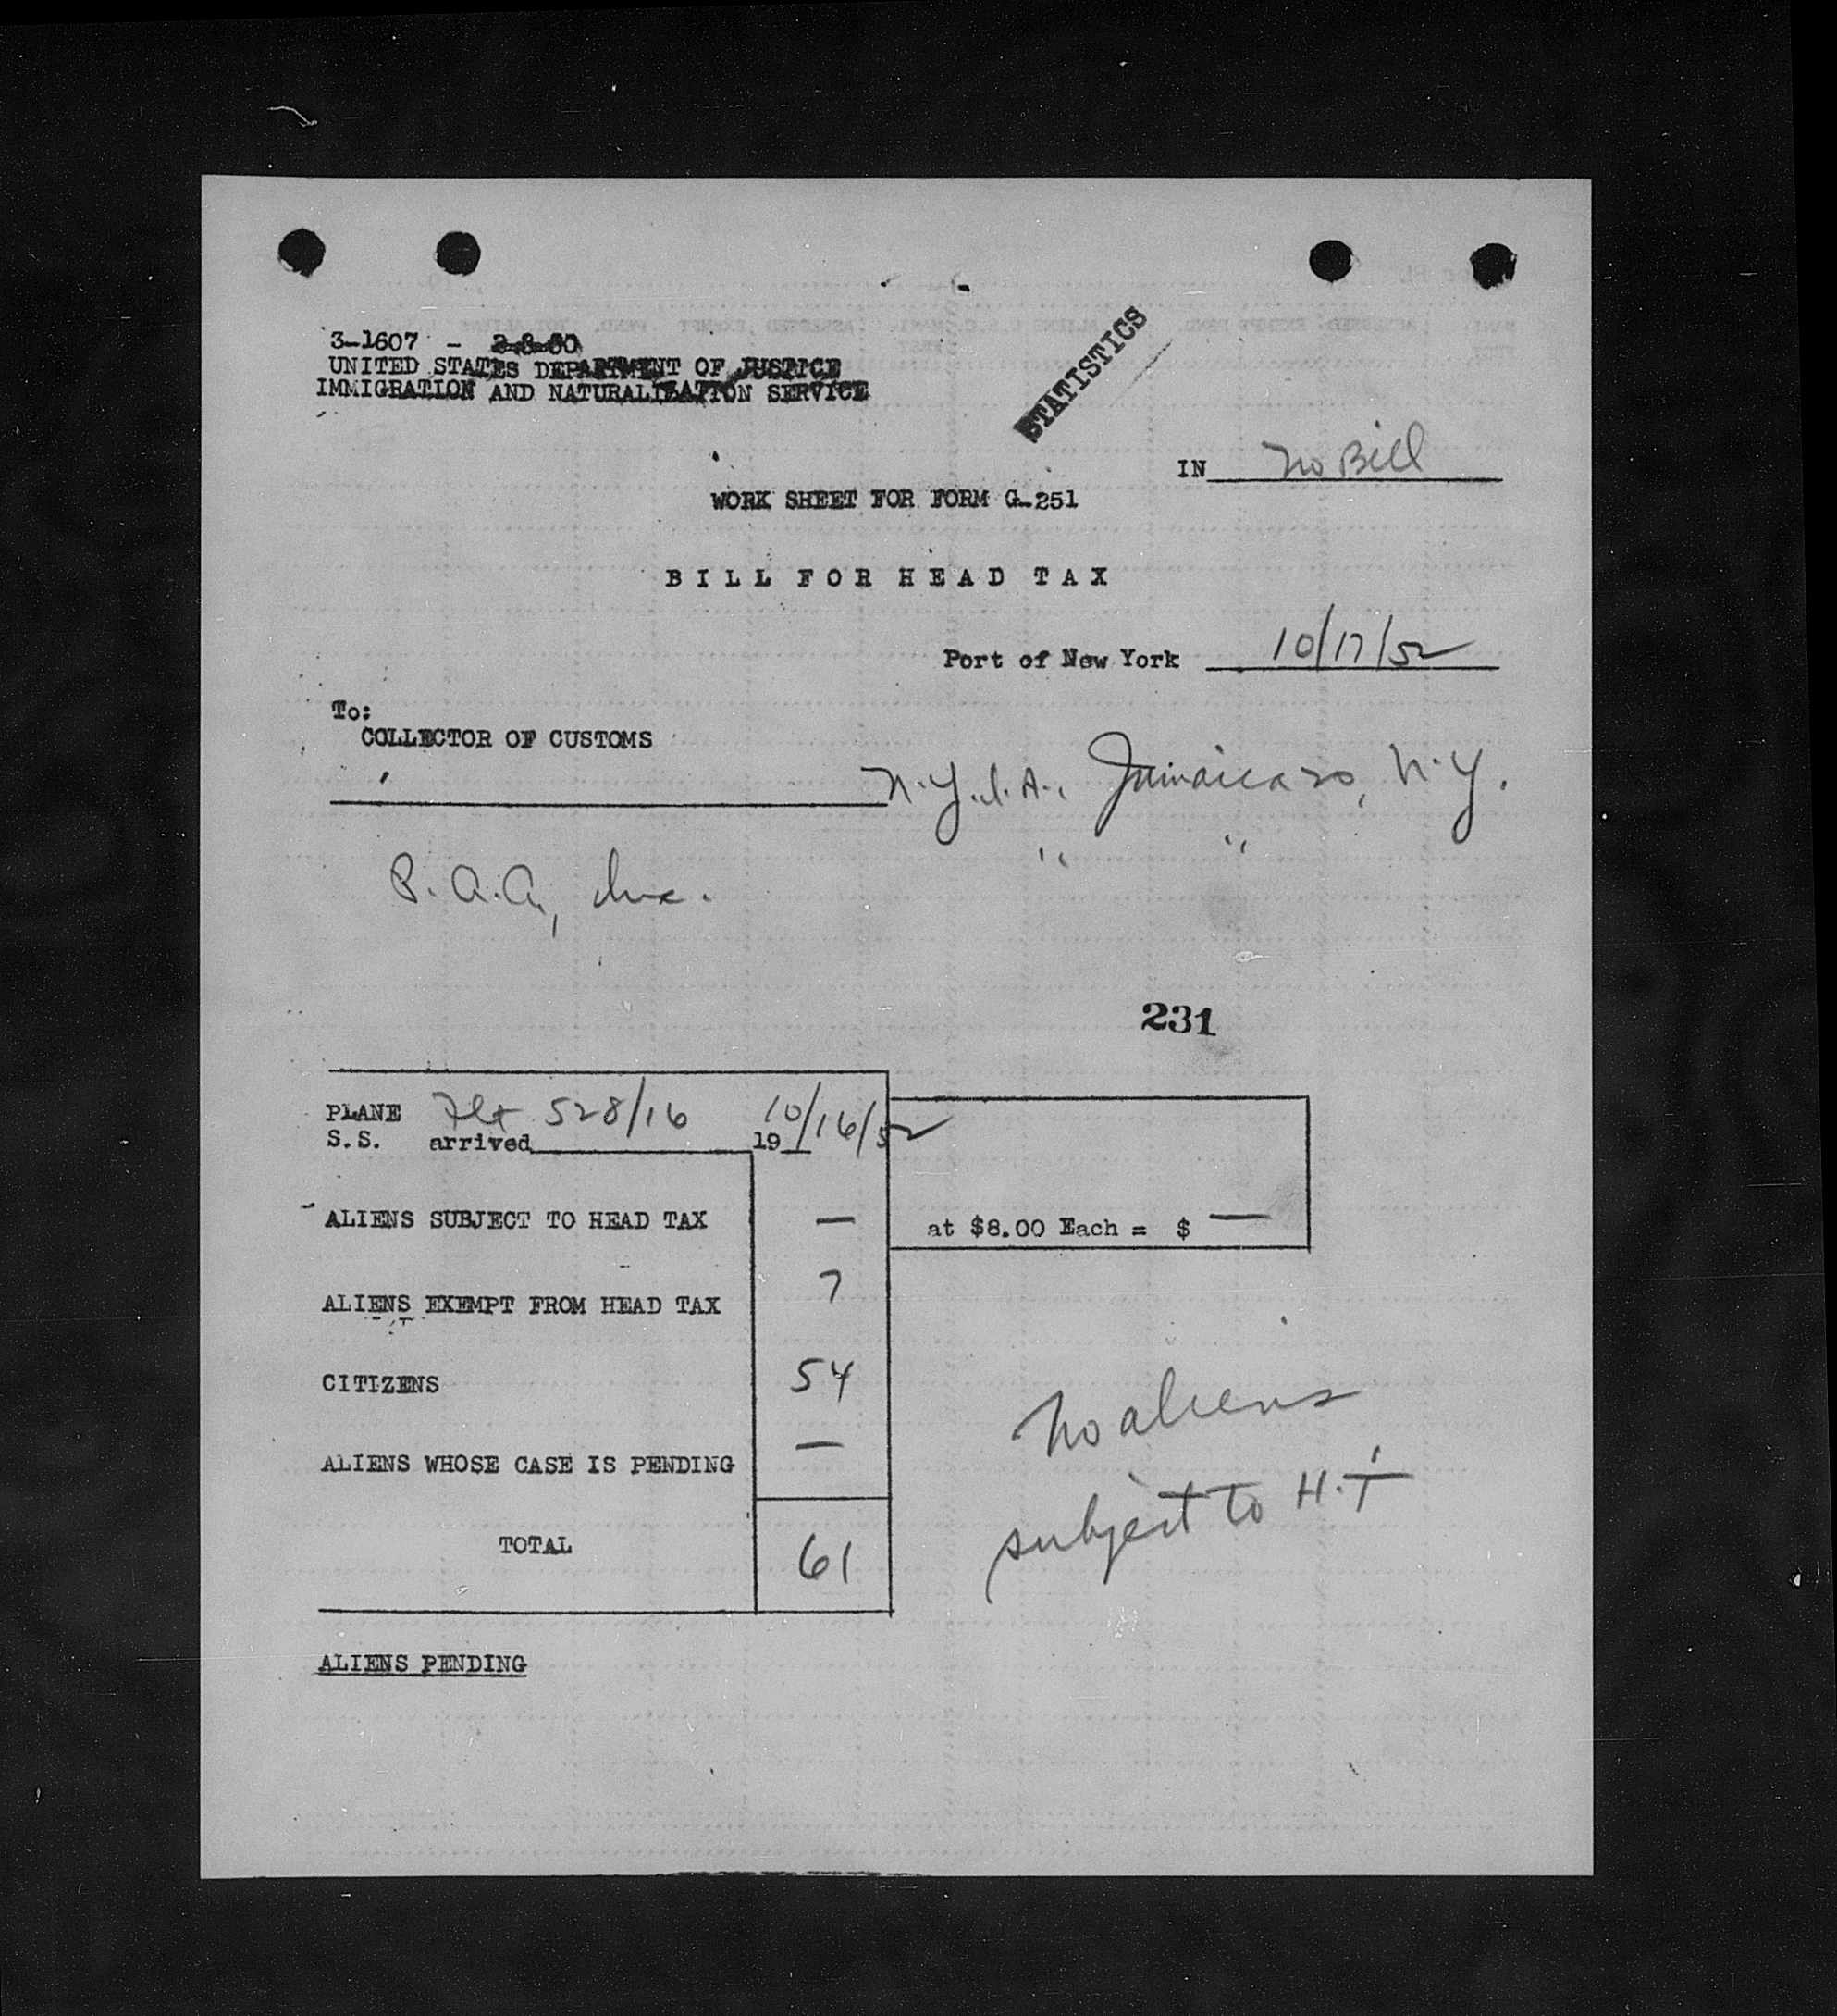 3-1607 - 2-8-50
UNITED STATES DEPARTMENT OF JUSTICE
IMMIGRATION AND NATURALIZATION SERVICE
STATISTICS
IN No Bill
WORK SHEET FOR FORM G-251
BILL FOR HEAD TAX
Port of New York 10/17/52
To:
COLLECTOR OF CUSTOMS
N.Y.I.A., Jamaica 30, N.Y.
" "
P.A.A., Inc.
231
PLANE Flt 528/16 10/16/52
S.S. arrived 19
ALIENS SUBJECT TO HEAD TAX — at $8.00 Each = $ —
ALIENS EXEMPT FROM HEAD TAX 7
CITIZENS 54
ALIENS WHOSE CASE IS PENDING —
No aliens
subject to H.T
TOTAL 61
ALIENS PENDING